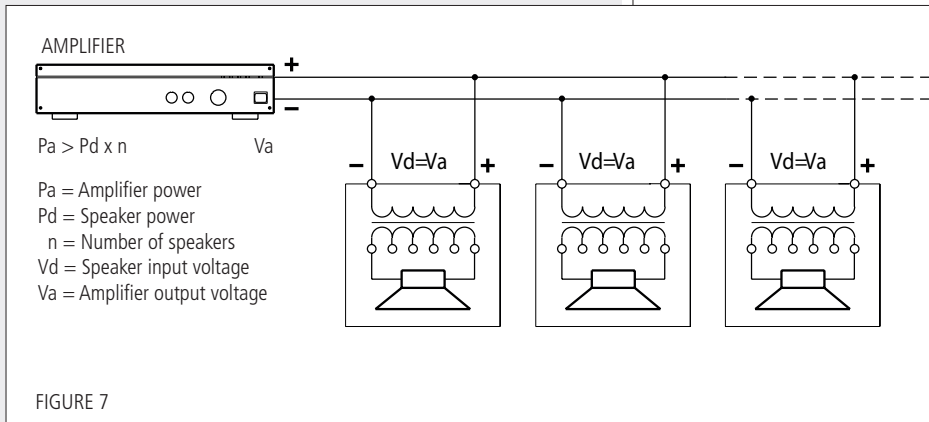 AMPLIFIER
+
−
Pa > Pd x n Va
− Vd=Va + − Vd=Va + − Vd=Va +
Pa = Amplifier power
Pd = Speaker power
n = Number of speakers
Vd = Speaker input voltage
Va = Amplifier output voltage
FIGURE 7